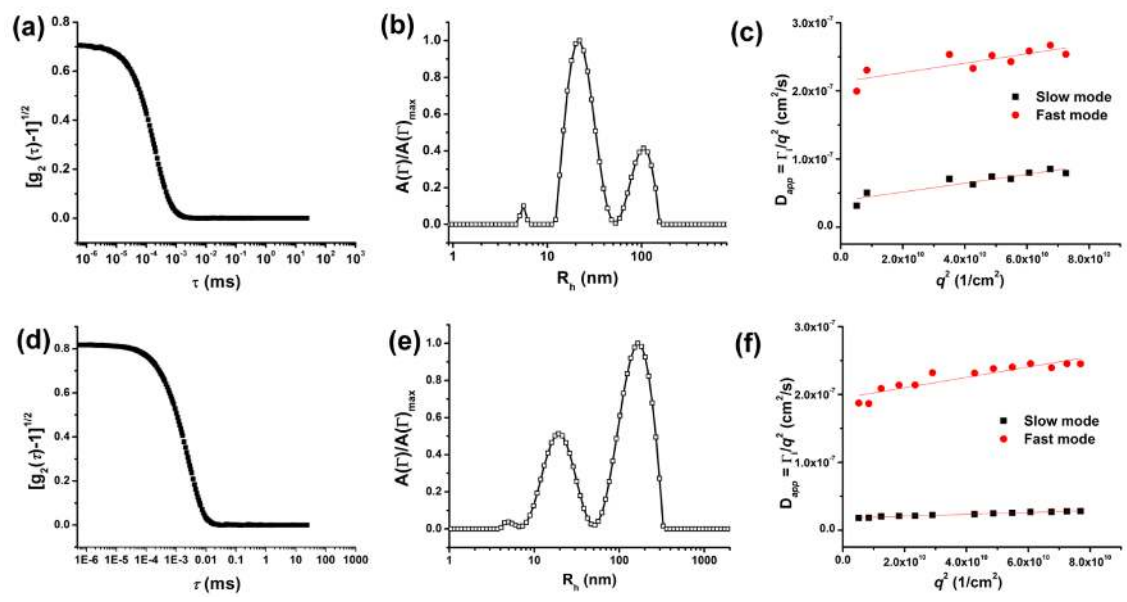 (a)
[g₂(τ)-1]^1/2
0.8
0.6
0.4
0.2
0.0
10⁻⁶ 10⁻⁵ 10⁻⁴ 10⁻³ 10⁻² 10⁻¹ 10⁰ 10¹ 10² 10³
τ (ms)
(b)
A(Γ)/A(Γ)max
1.0
0.8
0.6
0.4
0.2
0.0
1 10 100
Rh (nm)
(c)
Dapp = Γi/q² (cm²/s)
3.0x10⁻⁷
2.0x10⁻⁷
1.0x10⁻⁷
0.0
Slow mode
Fast mode
0.0 2.0x10¹⁰ 4.0x10¹⁰ 6.0x10¹⁰ 8.0x10¹⁰
q² (1/cm²)
(d)
[g₂(τ)-1]^1/2
0.8
0.6
0.4
0.2
0.0
1E-6 1E-5 1E-4 1E-3 0.01 0.1 1 10 100 1000
τ (ms)
(e)
A(Γ)/A(Γ)max
1.0
0.8
0.6
0.4
0.2
0.0
1 10 100 1000
Rh (nm)
(f)
Dapp = Γi/q² (cm²/s)
3.0x10⁻⁷
2.0x10⁻⁷
1.0x10⁻⁷
0.0
Slow mode
Fast mode
0.0 2.0x10¹⁰ 4.0x10¹⁰ 6.0x10¹⁰ 8.0x10¹⁰
q² (1/cm²)